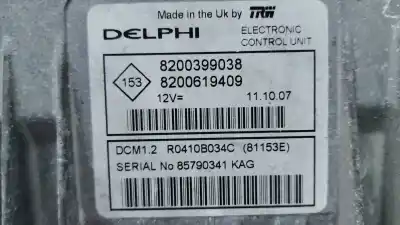 Made in the Uk by TRW
DELPHI ELECTRONIC
CONTROL UNIT
8200399038
153
8200619409
12V= 11.10.07
DCM1.2 R0410B034C (81153E)
SERIAL No 85790341 KAG